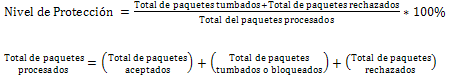 Nivel de Protección = Total de paquetes tumbados+Total de paquetes rechazados / Total del paquetes procesados * 100%
Total de paquetes procesados = (Total de paquetes aceptados) + (Total de paquetes tumbados o bloqueados) + (Total de paquetes rechazados)